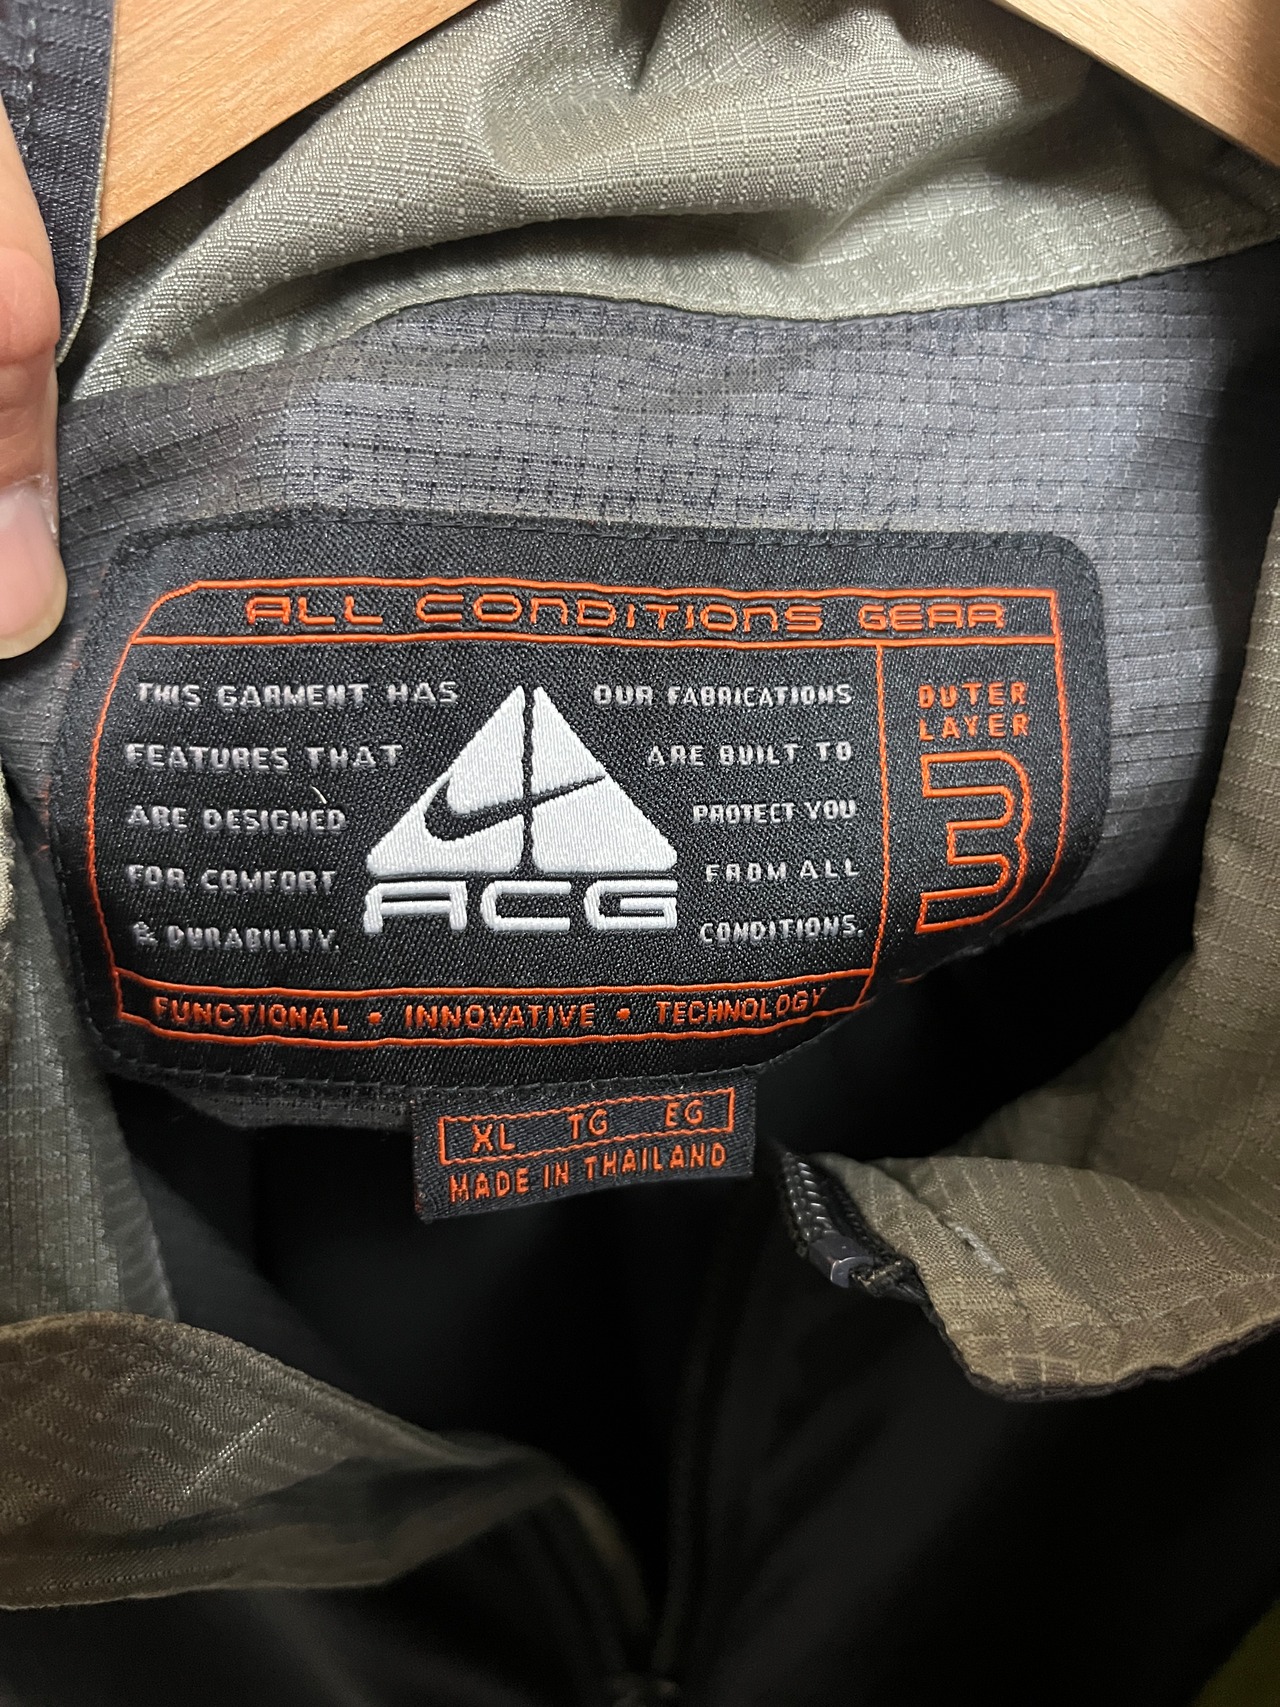 ALL CONDITIONS GEAR
THIS GARMENT HAS
FEATURES THAT
ARE DESIGNED
FOR COMFORT
& DURABILITY.
ACG
OUR FABRICATIONS
ARE BUILT TO
PROTECT YOU
FROM ALL
CONDITIONS.
OUTER
LAYER
3
FUNCTIONAL • INNOVATIVE • TECHNOLOGY
XL TG EG
MADE IN THAILAND